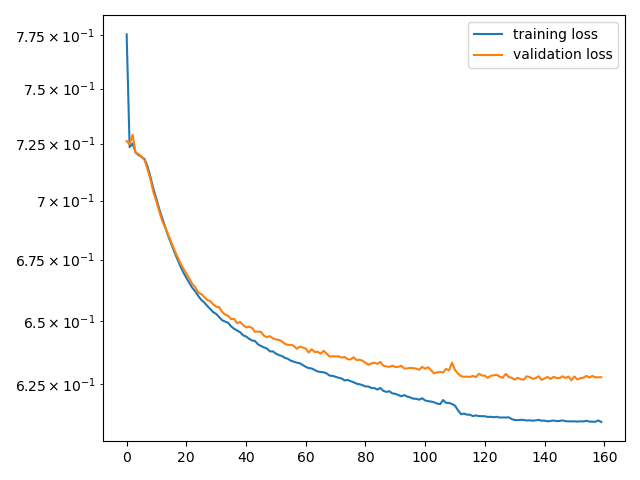 7.75 × 10⁻¹
7.5 × 10⁻¹
7.25 × 10⁻¹
7 × 10⁻¹
6.75 × 10⁻¹
6.5 × 10⁻¹
6.25 × 10⁻¹
training loss
validation loss
0 20 40 60 80 100 120 140 160